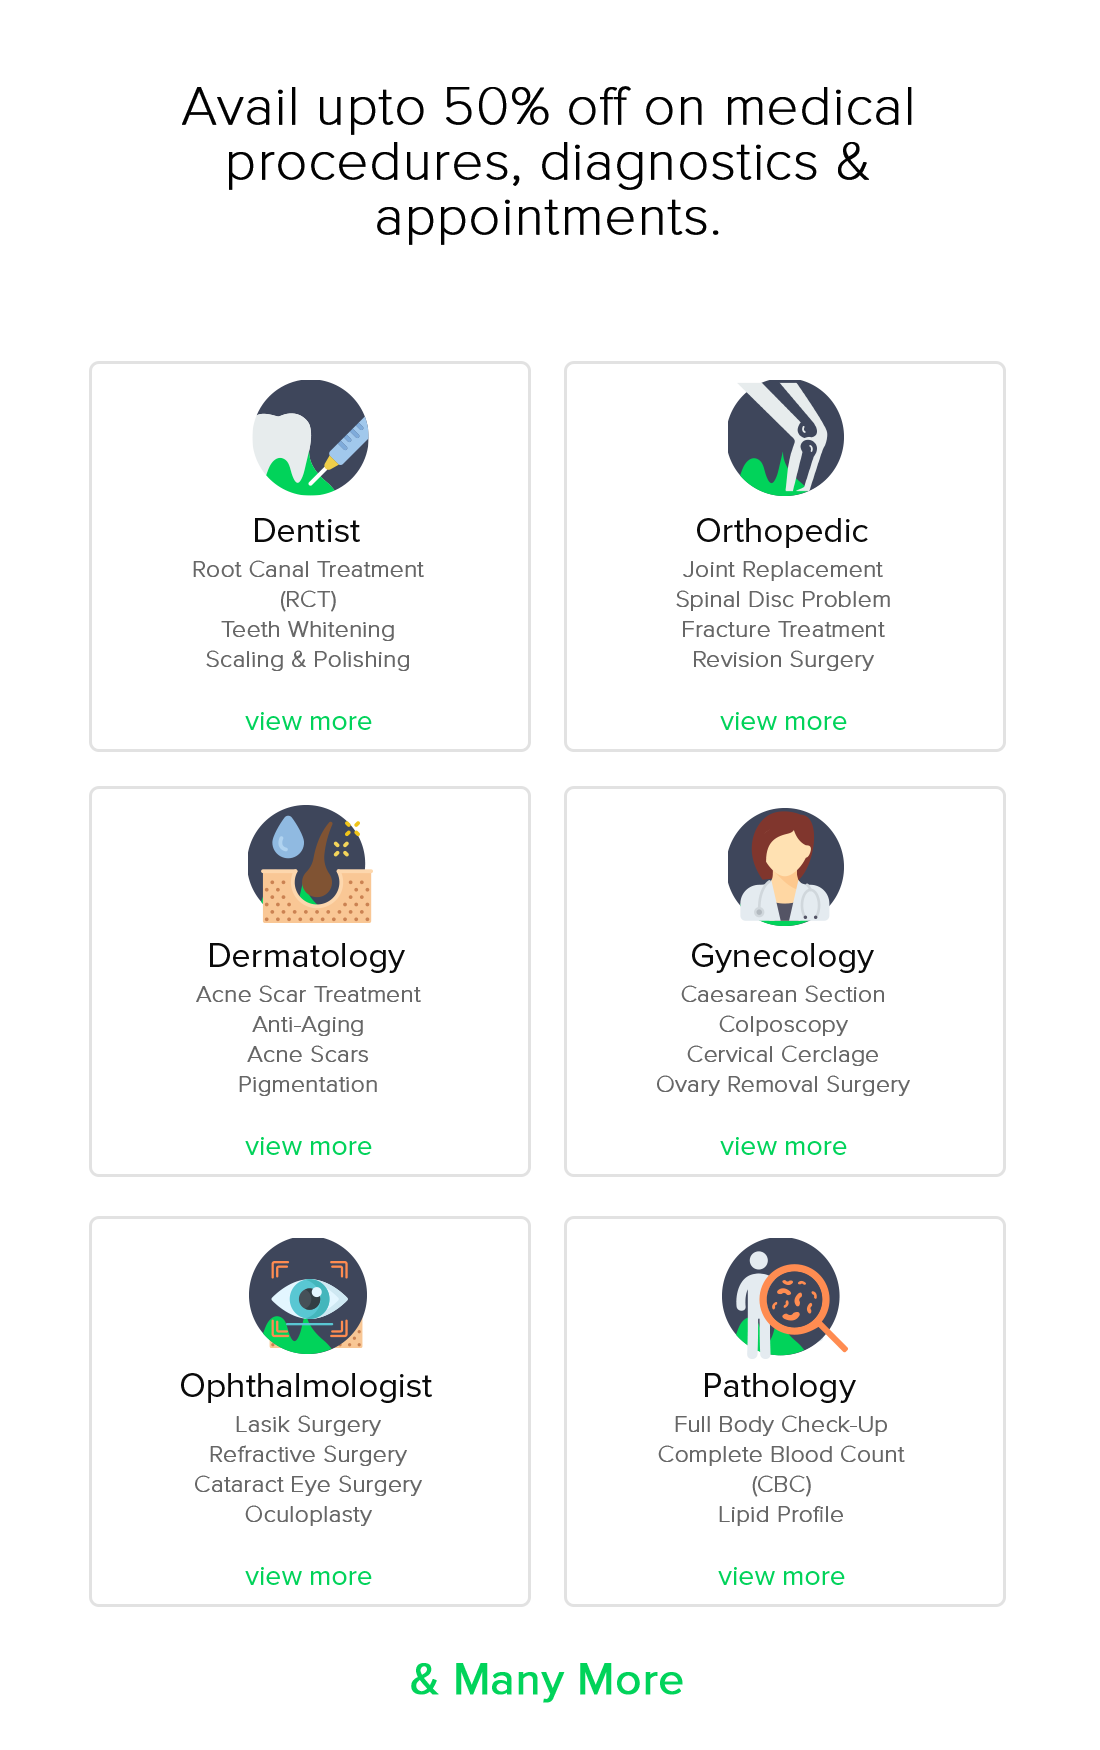 Avail upto 50% off on medical
procedures, diagnostics &
appointments.
Dentist
Root Canal Treatment
(RCT)
Teeth Whitening
Scaling & Polishing
view more
Orthopedic
Joint Replacement
Spinal Disc Problem
Fracture Treatment
Revision Surgery
view more
Dermatology
Acne Scar Treatment
Anti-Aging
Acne Scars
Pigmentation
view more
Gynecology
Caesarean Section
Colposcopy
Cervical Cerclage
Ovary Removal Surgery
view more
Ophthalmologist
Lasik Surgery
Refractive Surgery
Cataract Eye Surgery
Oculoplasty
view more
Pathology
Full Body Check-Up
Complete Blood Count
(CBC)
Lipid Profile
view more
& Many More